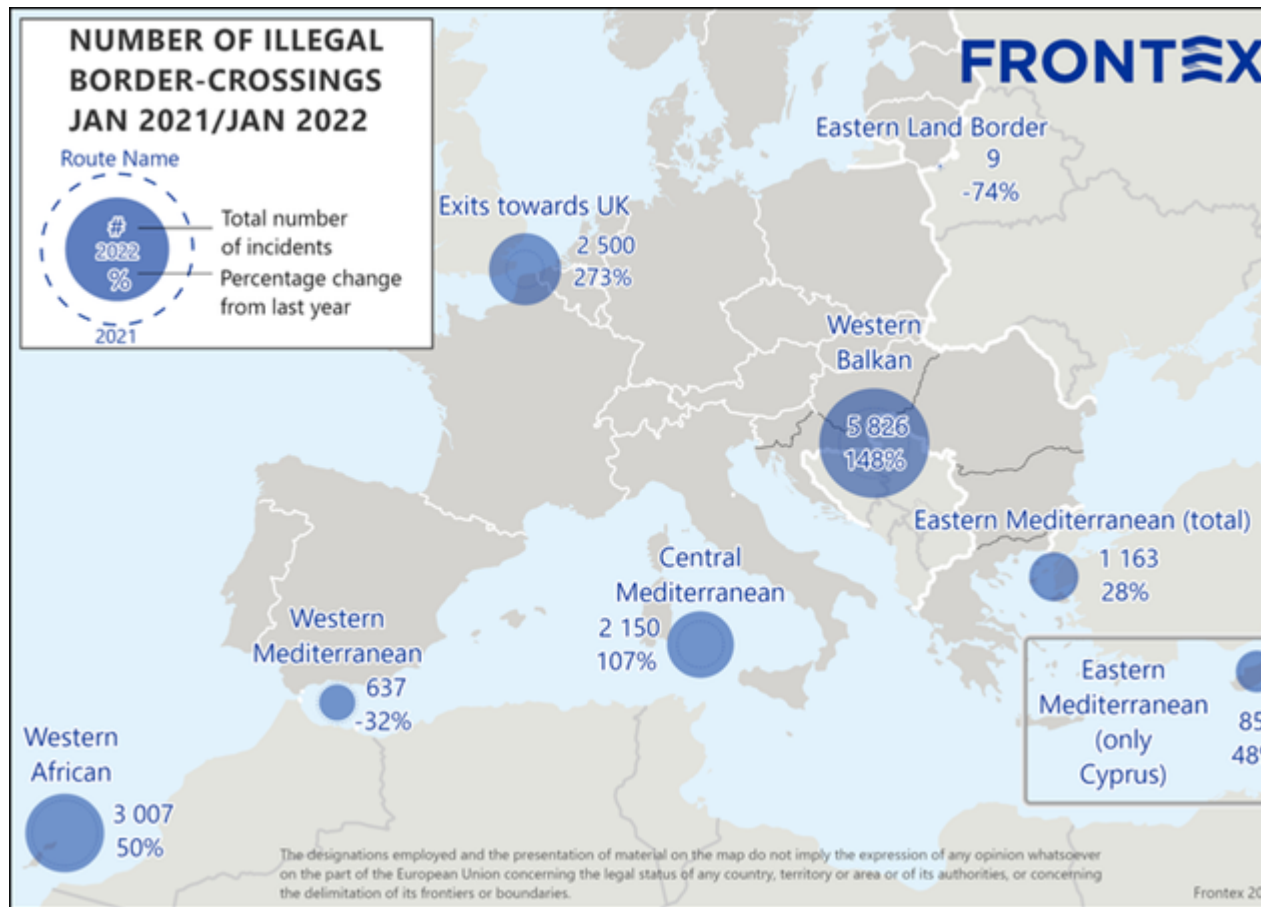 NUMBER OF ILLEGAL
BORDER-CROSSINGS
JAN 2021/JAN 2022
Route Name
#
2022
%
Total number
of incidents
Percentage change
from last year
2021
FRONTEX
Eastern Land Border
9
-74%
Exits towards UK
2 500
273%
Western
Balkan
5 826
148%
Eastern Mediterranean (total)
1 163
28%
Central
Mediterranean
2 150
107%
Western
Mediterranean
637
-32%
Eastern
Mediterranean
(only
Cyprus)
85
48%
Western
African
3 007
50%
The designations employed and the presentation of material on the map do not imply the expression of any opinion whatsoever
on the part of the European Union concerning the legal status of any country, territory or area or of its authorities, or concerning
the delimitation of its frontiers or boundaries.
Frontex 20